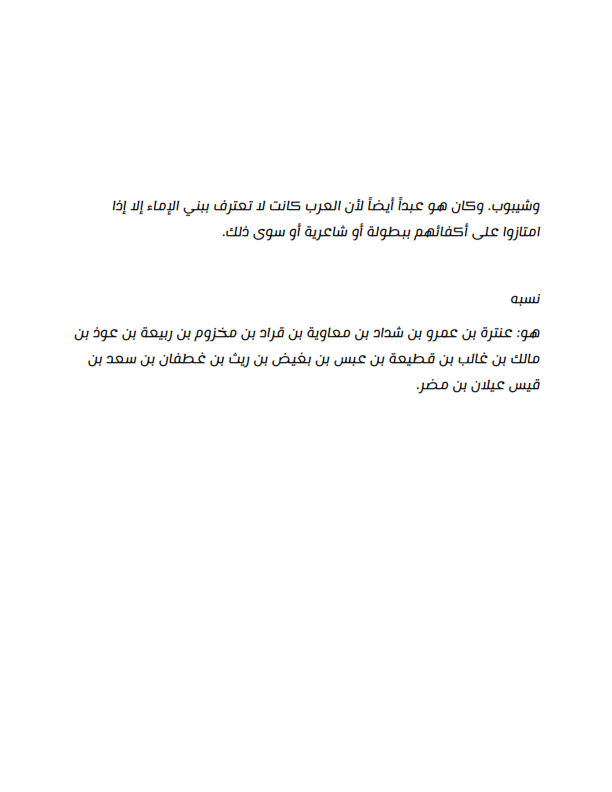 وشيبوب. وكان هو عبداً أيضاً لأن العرب كانت لا تعترف ببني الإماء إلا إذا
امتازوا على أكفائهم ببطولة أو شاعرية أو سوى ذلك.
نسبه
هو: عنترة بن عمرو بن شداد بن معاوية بن قراد بن مخزوم بن ربيعة بن عوذ بن
مالك بن غالب بن قطيعة بن عبس بن بغيض بن ريث بن غطفان بن سعد بن
قيس عيلان بن مضر.